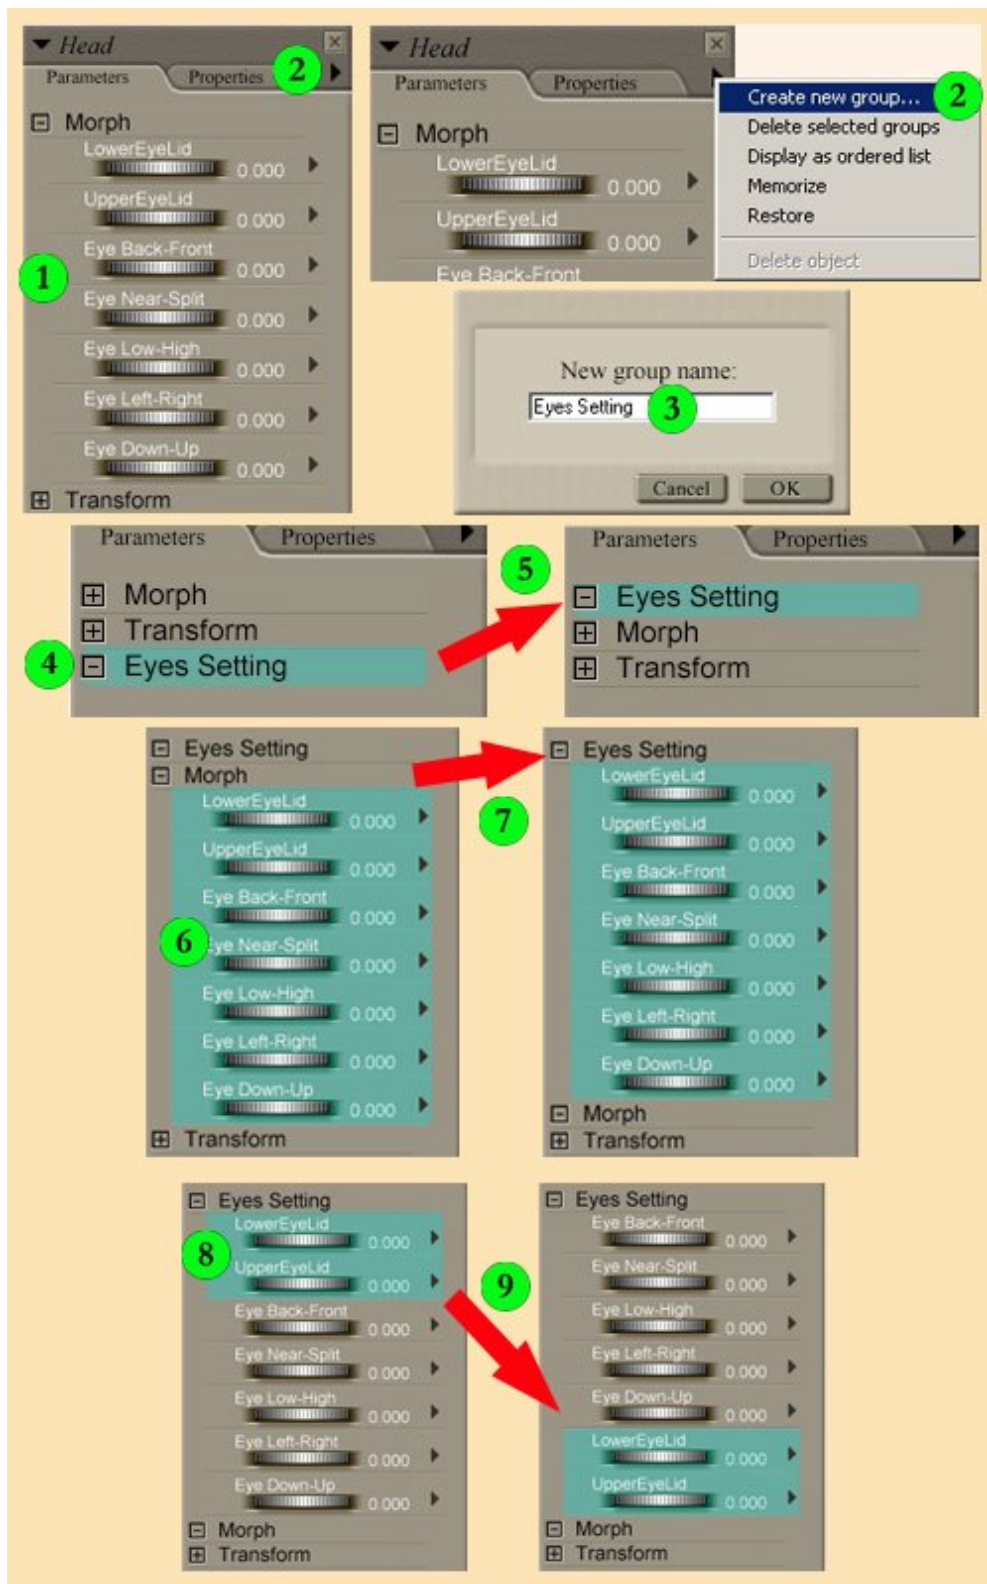 Head
Parameters Properties 2
Morph
LowerEyeLid
0.000
UpperEyeLid
0.000
Eye Back-Front
1
0.000
Eye Near-Split
0.000
Eye Low-High
0.000
Eye Left-Right
0.000
Eye Down-Up
0.000
Transform
Head
Parameters Properties
Morph
LowerEyeLid
0.000
UpperEyeLid
0.000
Eye Back-Front
Create new group... 2
Delete selected groups
Display as ordered list
Memorize
Restore
Delete object
New group name:
Eyes Setting 3
Cancel OK
Parameters Properties
Morph
Transform
4 Eyes Setting
5
Parameters Properties
Eyes Setting
Morph
Transform
Eyes Setting
Morph
LowerEyeLid
0.000
UpperEyeLid
0.000
Eye Back-Front
0.000
6
Eye Near-Split
0.000
Eye Low-High
0.000
Eye Left-Right
0.000
Eye Down-Up
0.000
Transform
7
Eyes Setting
LowerEyeLid
0.000
UpperEyeLid
0.000
Eye Back-Front
0.000
Eye Near-Split
0.000
Eye Low-High
0.000
Eye Left-Right
0.000
Eye Down-Up
0.000
Morph
Transform
Eyes Setting
LowerEyeLid
0.000
8
UpperEyeLid
0.000
Eye Back-Front
0.000
Eye Near-Split
0.000
Eye Low-High
0.000
Eye Left-Right
0.000
Eye Down-Up
0.000
Morph
Transform
9
Eyes Setting
Eye Back-Front
0.000
Eye Near-Split
0.000
Eye Low-High
0.000
Eye Left-Right
0.000
Eye Down-Up
0.000
LowerEyeLid
0.000
UpperEyeLid
0.000
Morph
Transform